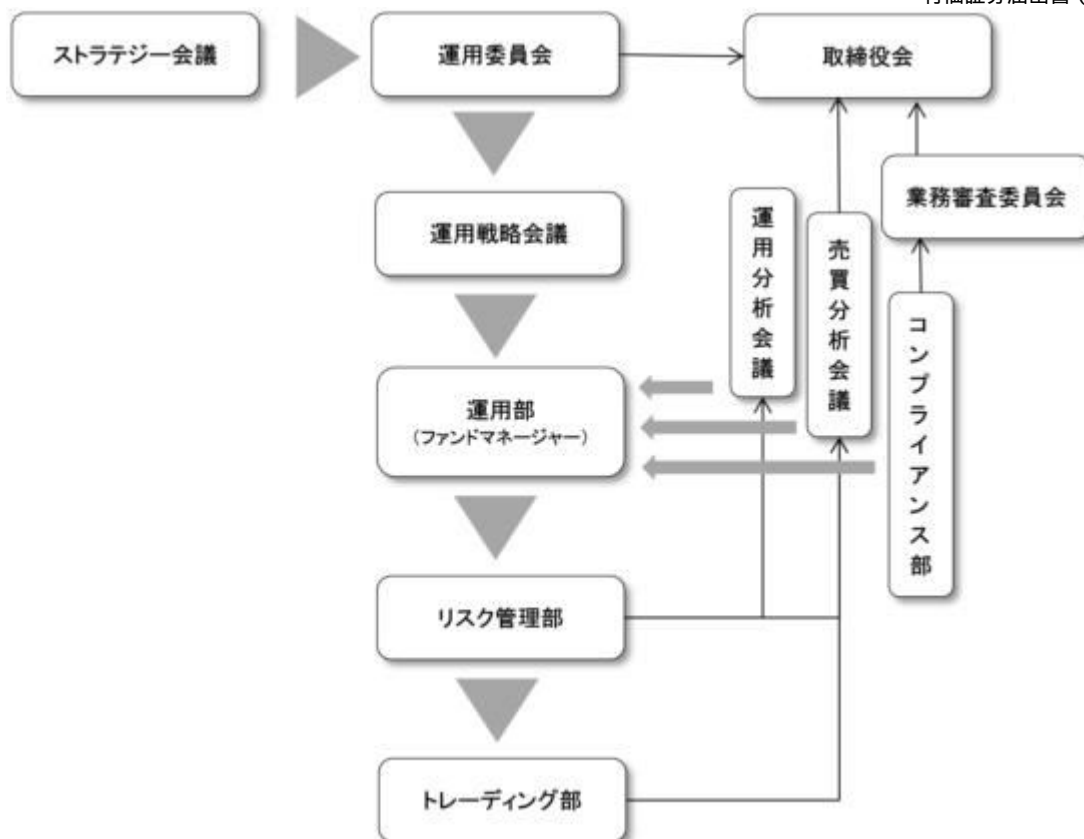 ストラテジー会議
運用委員会
取締役会
業務審査委員会
運用戦略会議
運用分析会議
売買分析会議
コンプライアンス部
運用部
(ファンドマネージャー)
リスク管理部
トレーディング部